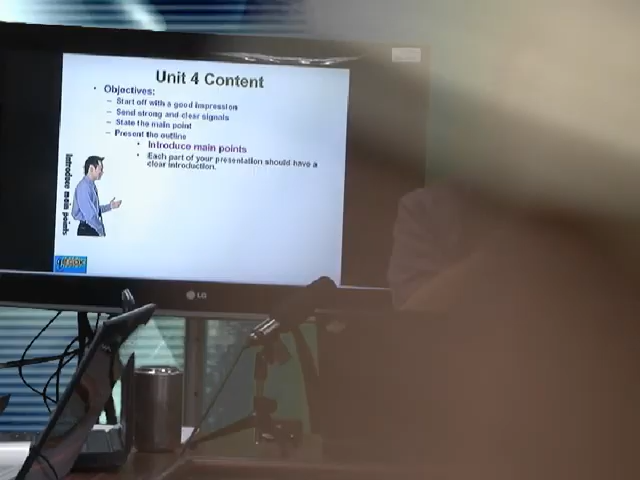 Unit 4 Content
• Objectives:
– Start off with a good impression
– Send strong and clear signals
– State the main point
– Present the outline
• Introduce main points
• Each part of your presentation should have a
clear introduction.
Introduce main points
LG